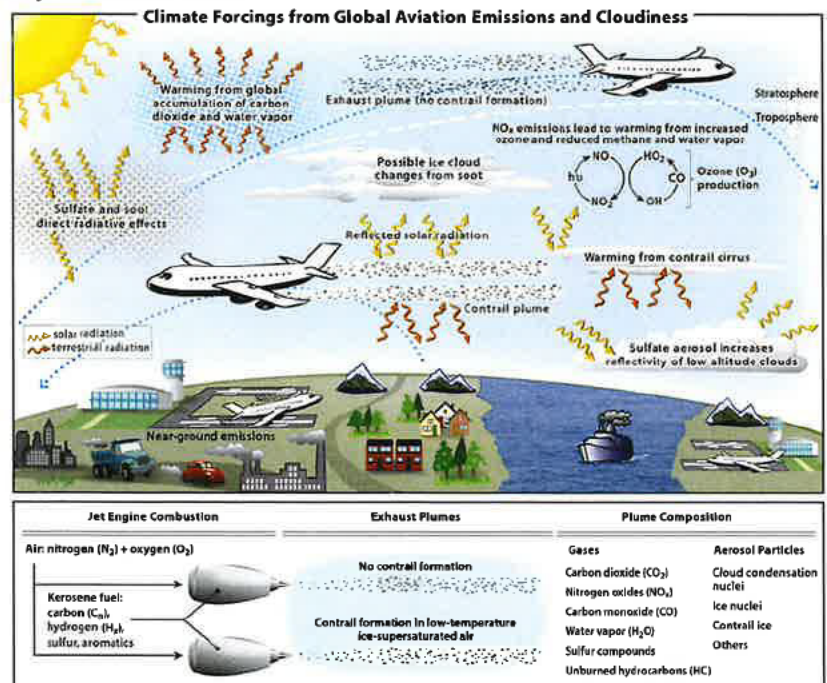 Climate Forcings from Global Aviation Emissions and Cloudiness
Warming from global
accumulation of carbon
dioxide and water vapor
Exhaust plume (no contrail formation)
Stratosphere
Troposphere
NOₓ emissions lead to warming from increased
ozone and reduced methane and water vapor
Possible ice cloud
changes from soot
NO
HO₂
hυ
CO
NO₂
OH
Ozone (O₃)
production
Sulfate and soot
direct radiative effects
Reflected solar radiation
Warming from contrail cirrus
Contrail plume
solar radiation
terrestrial radiation
Sulfate aerosol increases
reflectivity of low altitude clouds
Near-ground emissions
Jet Engine Combustion
Exhaust Plumes
Plume Composition
Air: nitrogen (N₂) + oxygen (O₂)
Kerosene fuel:
carbon (Cₙ),
hydrogen (H₂),
sulfur, aromatics
No contrail formation
Contrail formation in low-temperature
ice-supersaturated air
Gases
Carbon dioxide (CO₂)
Nitrogen oxides (NOₓ)
Carbon monoxide (CO)
Water vapor (H₂O)
Sulfur compounds
Unburned hydrocarbons (HC)
Aerosol Particles
Cloud condensation
nuclei
Ice nuclei
Contrail ice
Others